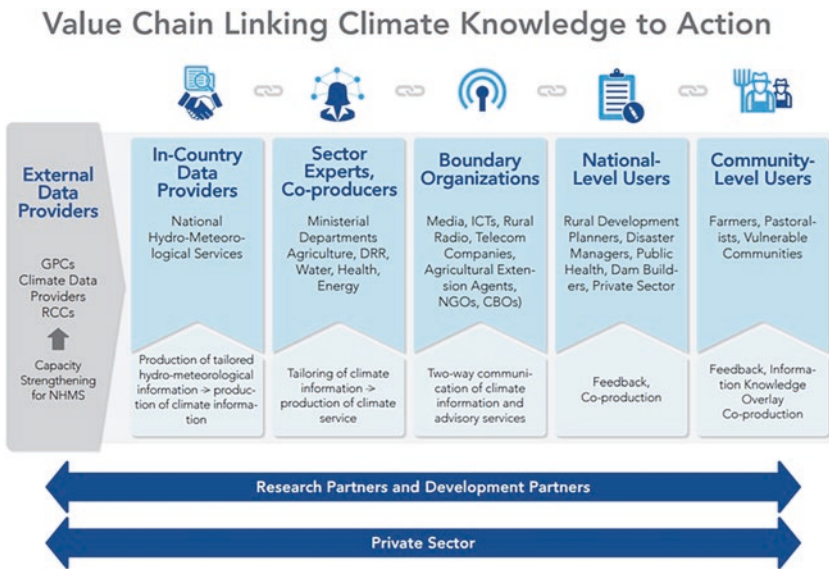 Value Chain Linking Climate Knowledge to Action
External
Data
Providers
GPCs
Climate Data
Providers
RCCs
Capacity
Strengthening
for NHMS
In-Country
Data
Providers
National
Hydro-Meteoro-
logical Services
Production of tailored
hydro-meteorological
information -> produc-
tion of climate informa-
tion
Sector
Experts,
Co-producers
Ministerial
Departments
Agriculture, DRR,
Water, Health,
Energy
Tailoring of climate
information ->
production of climate
service
Boundary
Organizations
Media, ICTs, Rural
Radio, Telecom
Companies,
Agricultural Exten-
sion Agents,
NGOs, CBOs)
Two-way communi-
cation of climate
information and
advisory services
National-
Level Users
Rural Development
Planners, Disaster
Managers, Public
Health, Dam Build-
ers, Private Sector
Feedback,
Co-production
Community-
Level Users
Farmers, Pastoral-
ists, Vulnerable
Communities
Feedback, Information
Knowledge
Overlay
Co-production
Research Partners and Development Partners
Private Sector